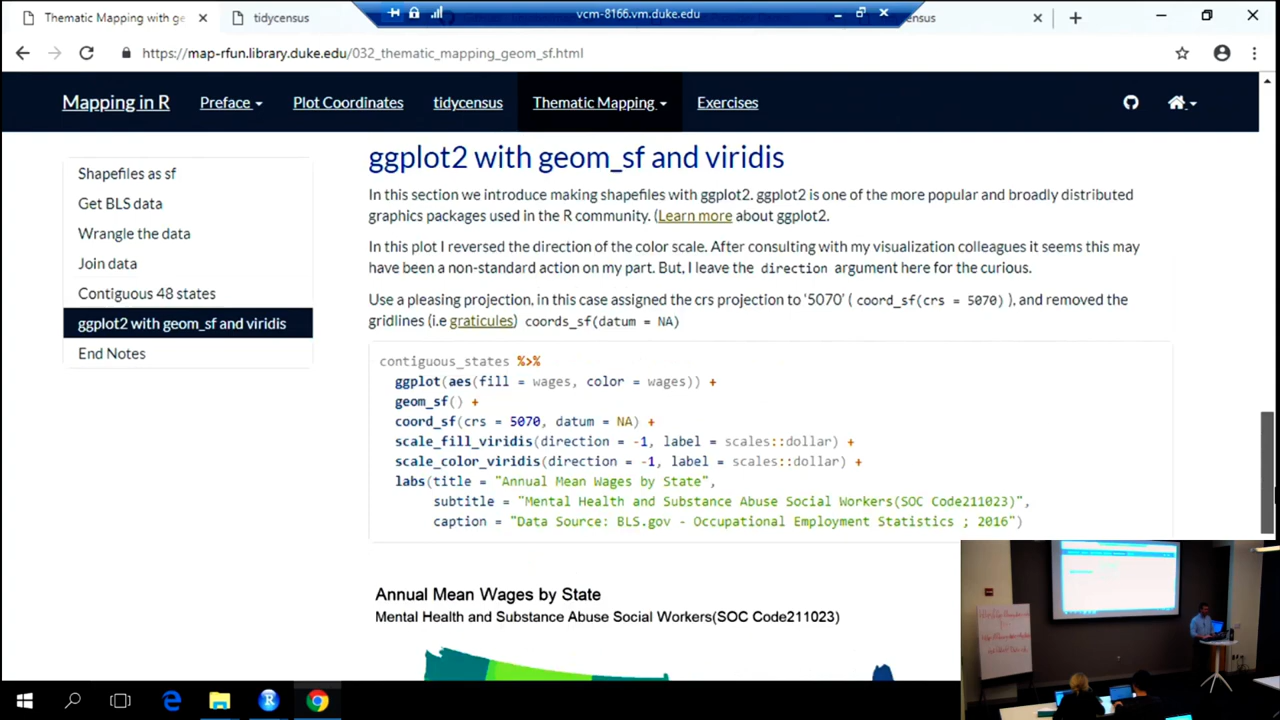 Thematic Mapping with ge
tidycensus
vcm-8166.vm.duke.edu
https://map-rfun.library.duke.edu/032_thematic_mapping_geom_sf.html
Mapping in R
Preface
Plot Coordinates
tidycensus
Thematic Mapping
Exercises
Shapefiles as sf
Get BLS data
Wrangle the data
Join data
Contiguous 48 states
ggplot2 with geom_sf and viridis
End Notes
ggplot2 with geom_sf and viridis
In this section we introduce making shapefiles with ggplot2. ggplot2 is one of the more popular and broadly distributed
graphics packages used in the R community. (Learn more about ggplot2.
In this plot I reversed the direction of the color scale. After consulting with my visualization colleagues it seems this may
have been a non-standard action on my part. But, I leave the direction argument here for the curious.
Use a pleasing projection, in this case assigned the crs projection to '5070' ( coord_sf(crs = 5070) ), and removed the
gridlines (i.e graticules) coords_sf(datum = NA)
contiguous_states %>%
ggplot(aes(fill = wages, color = wages)) +
geom_sf() +
coord_sf(crs = 5070, datum = NA) +
scale_fill_viridis(direction = -1, label = scales::dollar) +
scale_color_viridis(direction = -1, label = scales::dollar) +
labs(title = "Annual Mean Wages by State",
subtitle = "Mental Health and Substance Abuse Social Workers(SOC Code211023)",
caption = "Data Source: BLS.gov - Occupational Employment Statistics ; 2016")
Annual Mean Wages by State
Mental Health and Substance Abuse Social Workers(SOC Code211023)